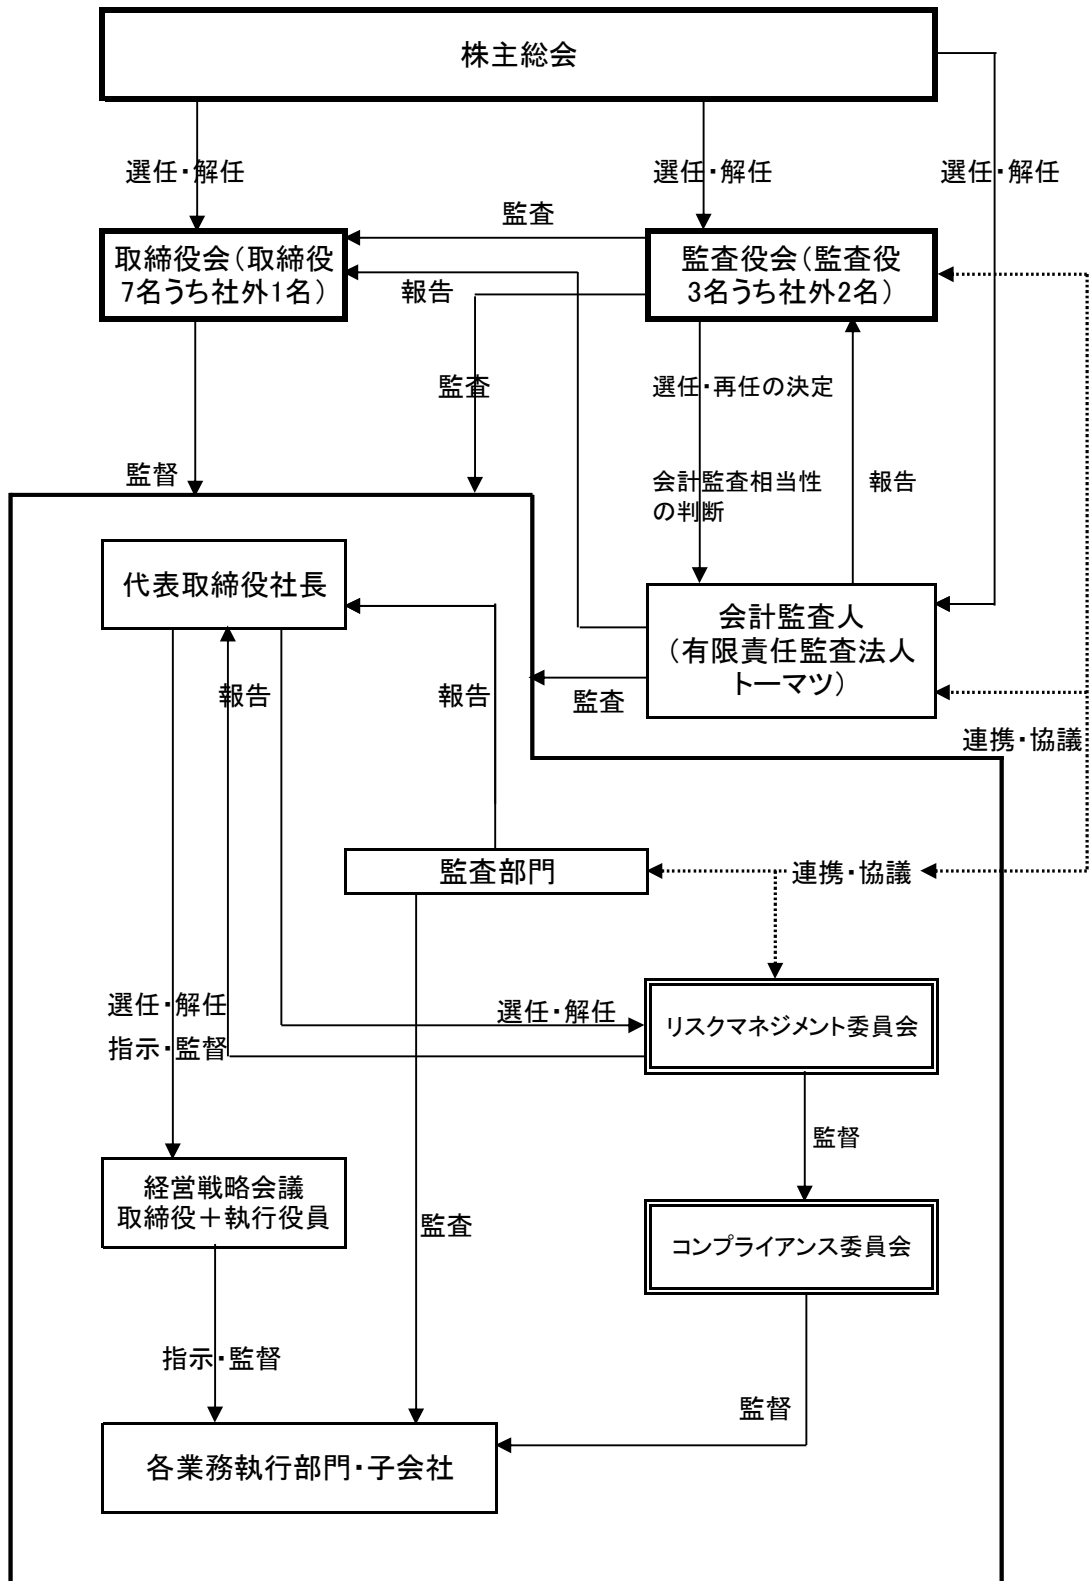 株主総会
選任・解任
選任・解任
選任・解任
監査
取締役会(取締役
7名うち社外1名)
監査役会(監査役
3名うち社外2名)
報告
監査
選任・再任の決定
監督
会計監査相当性
の判断
報告
代表取締役社長
会計監査人
(有限責任監査法人
トーマツ)
報告
報告
監査
連携・協議
監査部門
連携・協議
選任・解任
指示・監督
選任・解任
リスクマネジメント委員会
監督
経営戦略会議
取締役+執行役員
監査
コンプライアンス委員会
指示・監督
監督
各業務執行部門・子会社